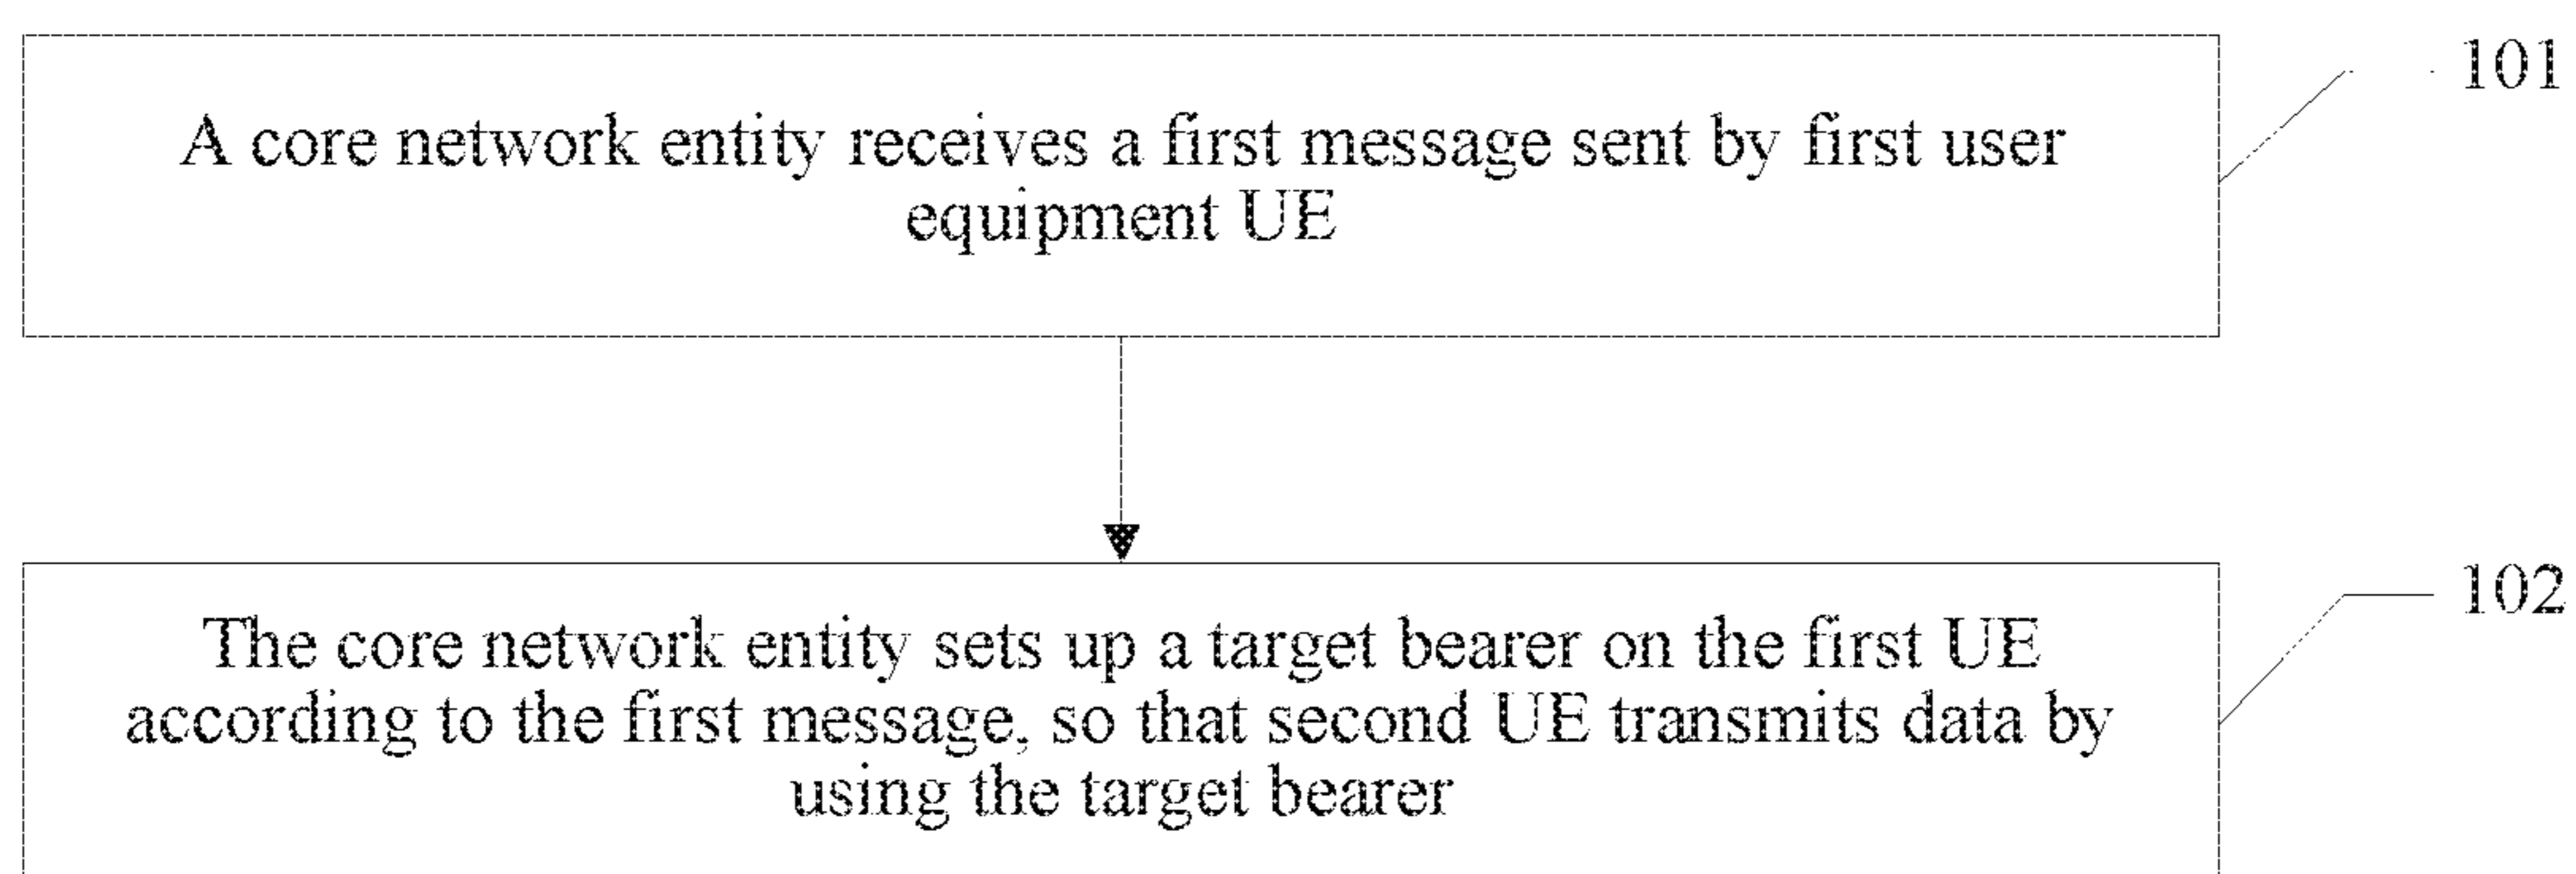 A core network entity receives a first message sent by first user
equipment UE
101
The core network entity sets up a target bearer on the first UE
according to the first message, so that second UE transmits data by
using the target bearer
102